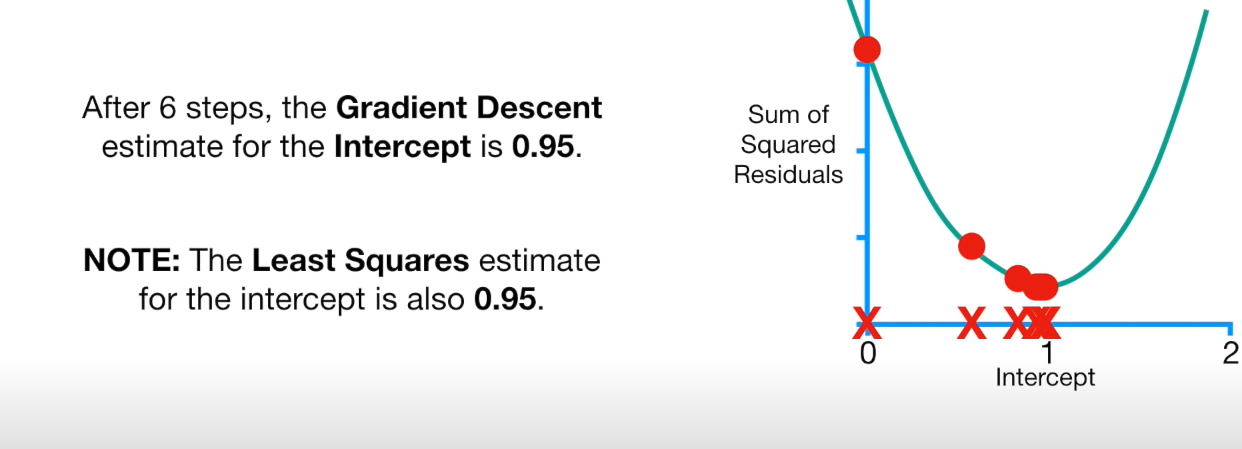 After 6 steps, the Gradient Descent
estimate for the Intercept is 0.95.
NOTE: The Least Squares estimate
for the intercept is also 0.95.
Sum of
Squared
Residuals
X X X X X X
0 1 2
Intercept